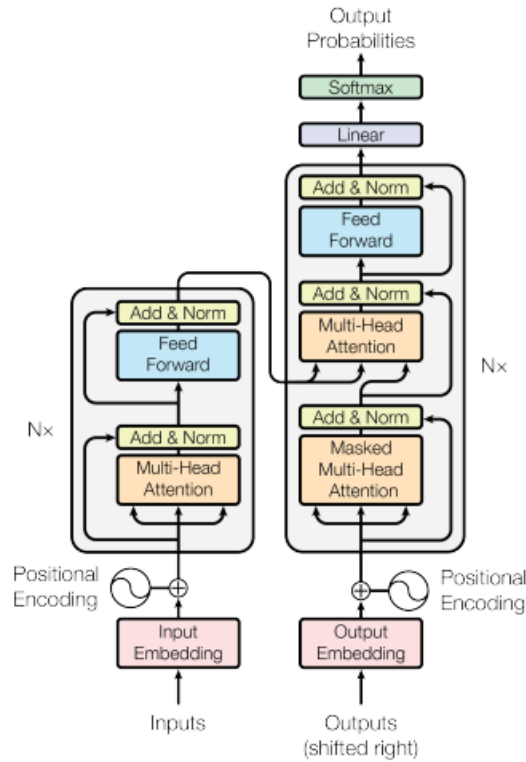 Output
Probabilities
Softmax
Linear
Add & Norm
Feed
Forward
Add & Norm
Multi-Head
Attention
Add & Norm
Masked
Multi-Head
Attention
N×
Add & Norm
Feed
Forward
Add & Norm
Multi-Head
Attention
N×
Positional
Encoding
Positional
Encoding
Input
Embedding
Output
Embedding
Inputs
Outputs
(shifted right)